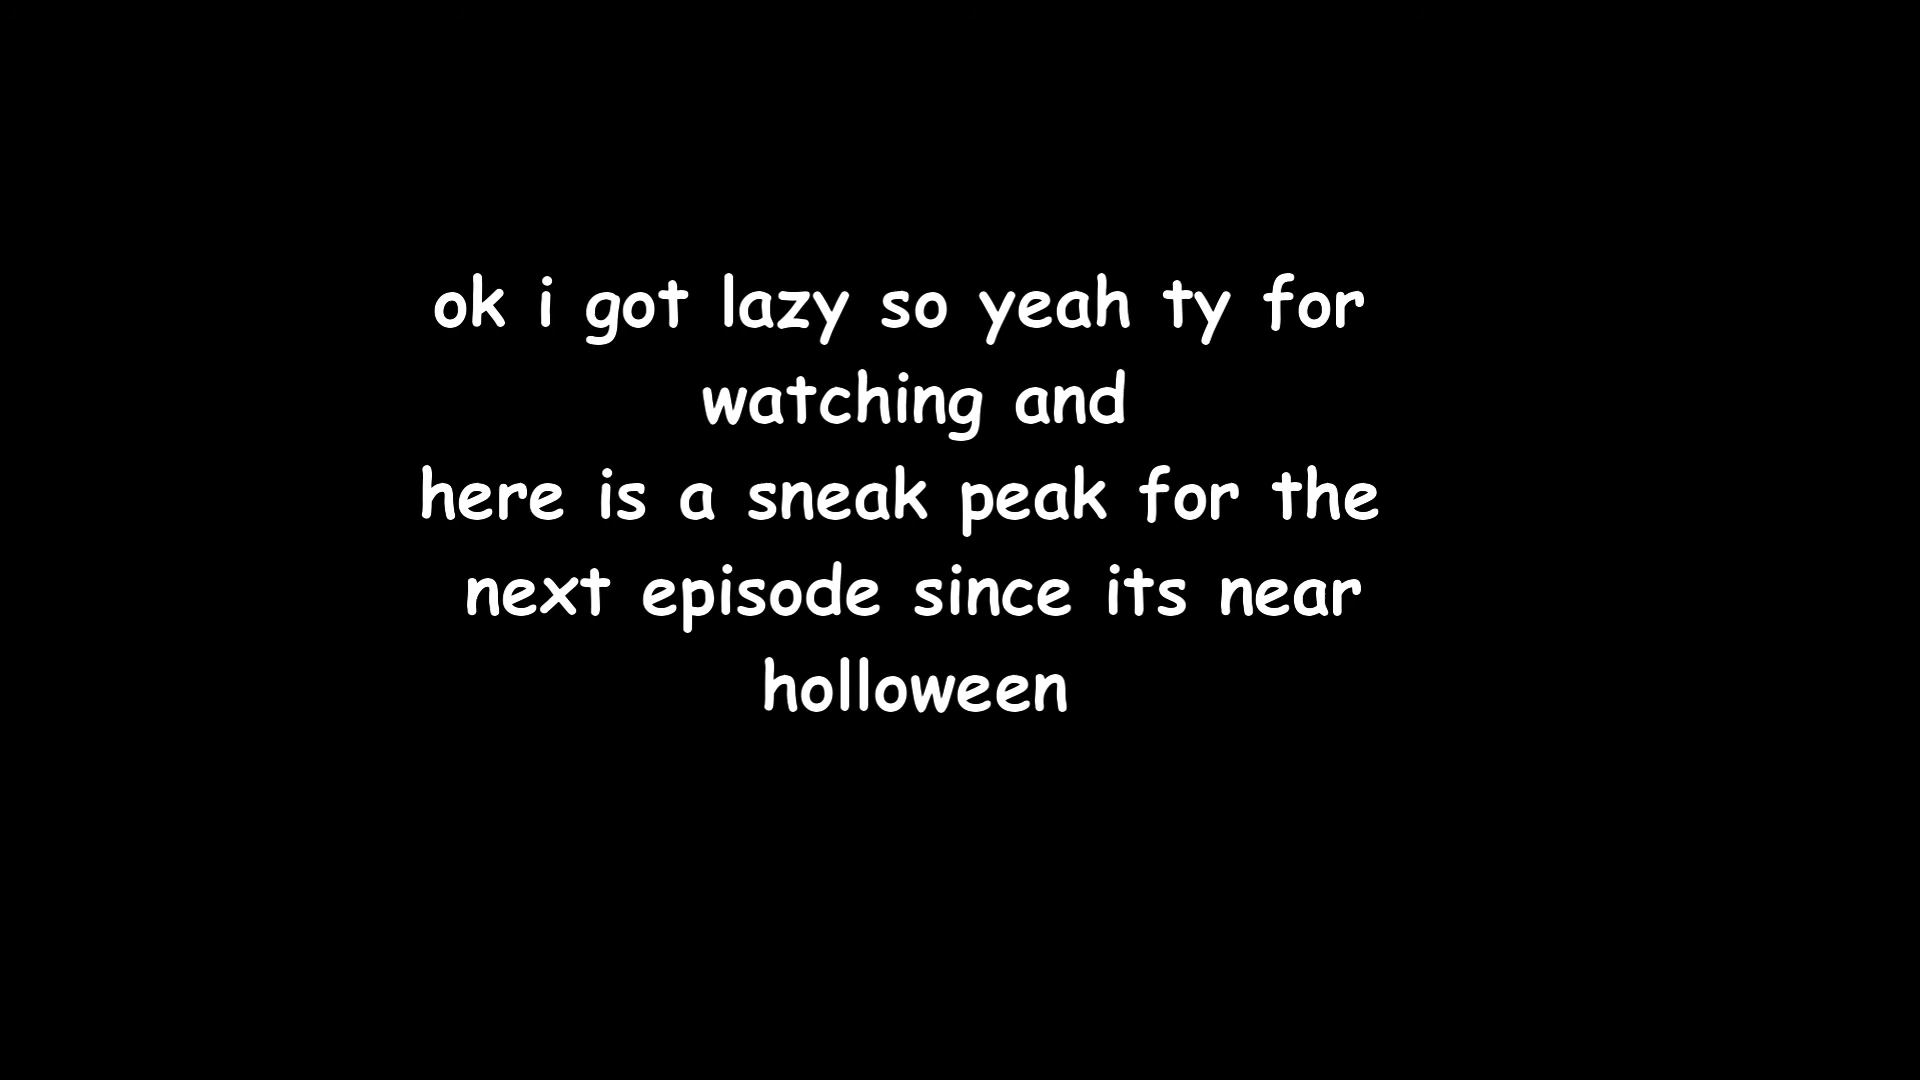 ok i got lazy so yeah ty for
watching and
here is a sneak peak for the
next episode since its near
holloween